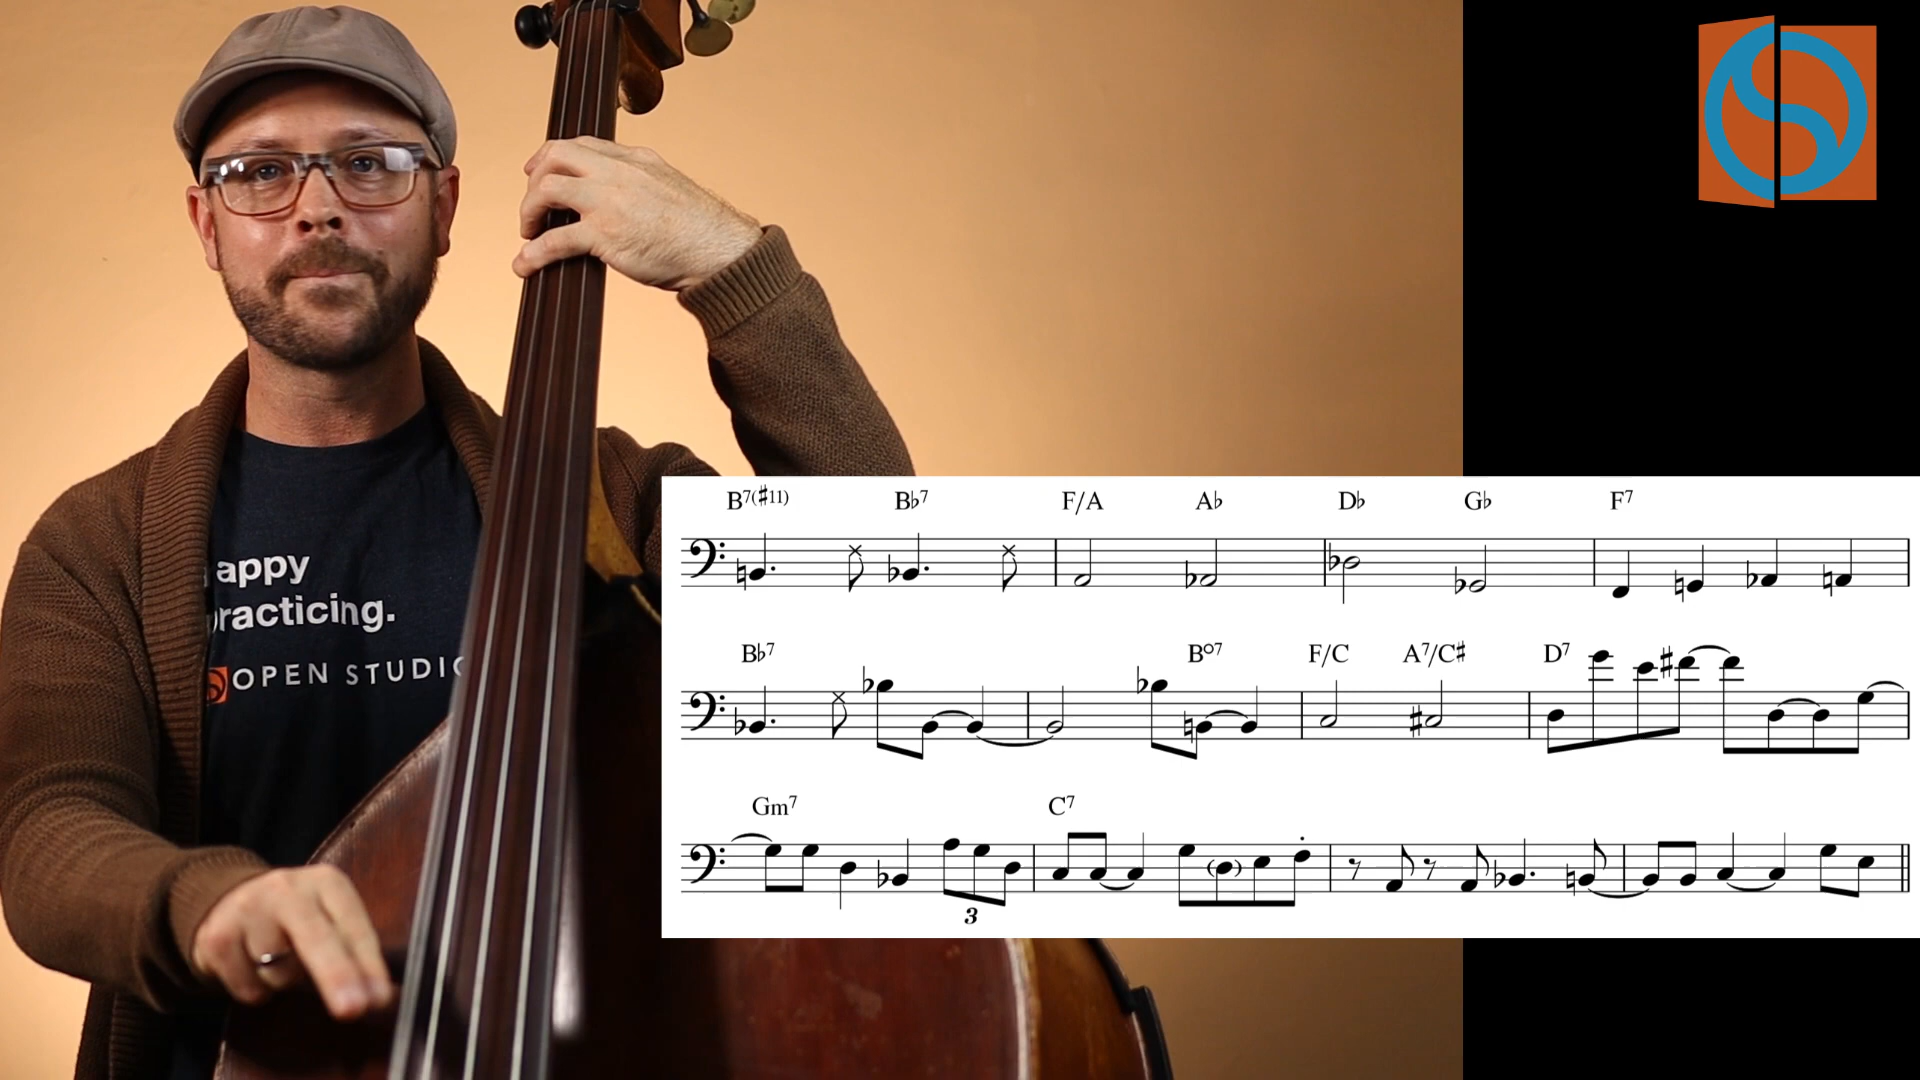 appy
racticing.
OPEN STUDIO
B7(♯11) B♭7 F/A A♭ D♭ G♭ F7
B♭7 B°7 F/C A7/C♯ D7
Gm7 C7
3